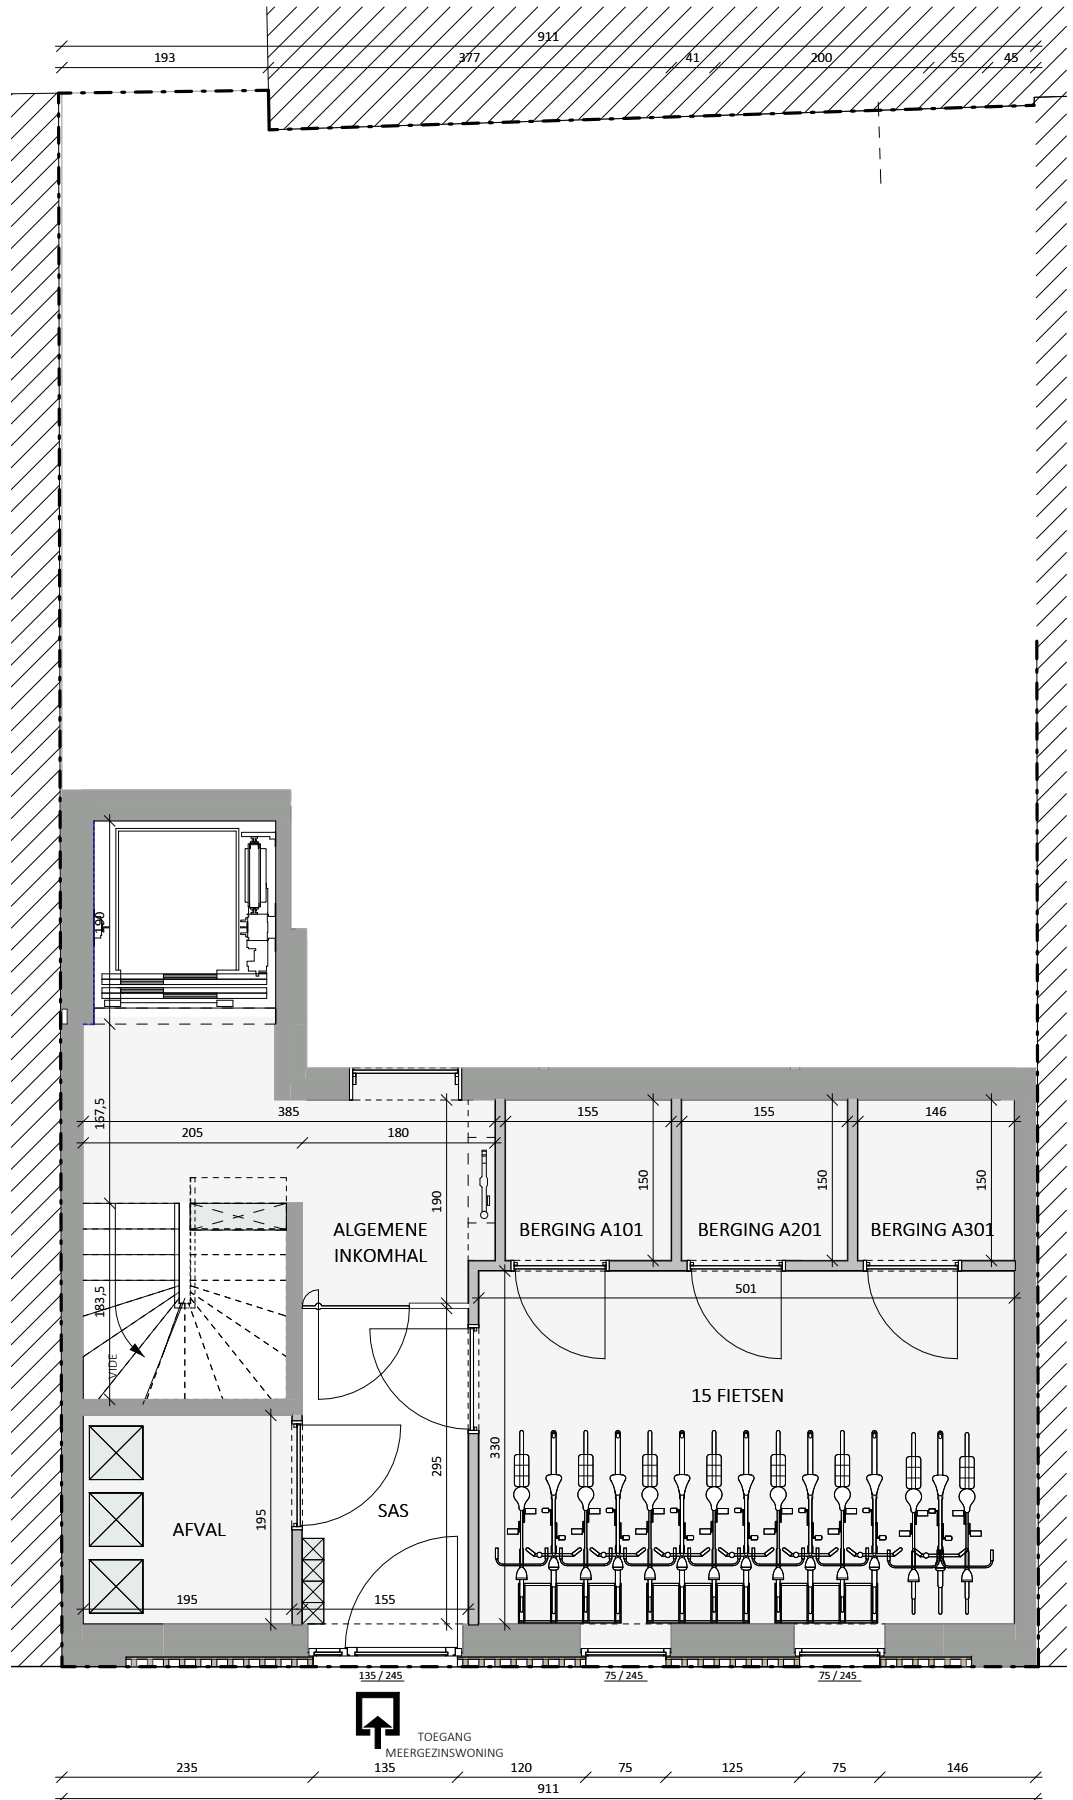 911
193 377 41 200 55 45
190
167,5
385 155 155 146
205 180
190 150 150 150
ALGEMENE
INKOMHAL
BERGING A101 BERGING A201 BERGING A301
183,5
501
VIDE
15 FIETSEN
330
295
195
SAS
AFVAL
195 155
135 / 245 75 / 245 75 / 245
TOEGANG
MEERGEZINSWONING
235 135 120 75 125 75 146
911